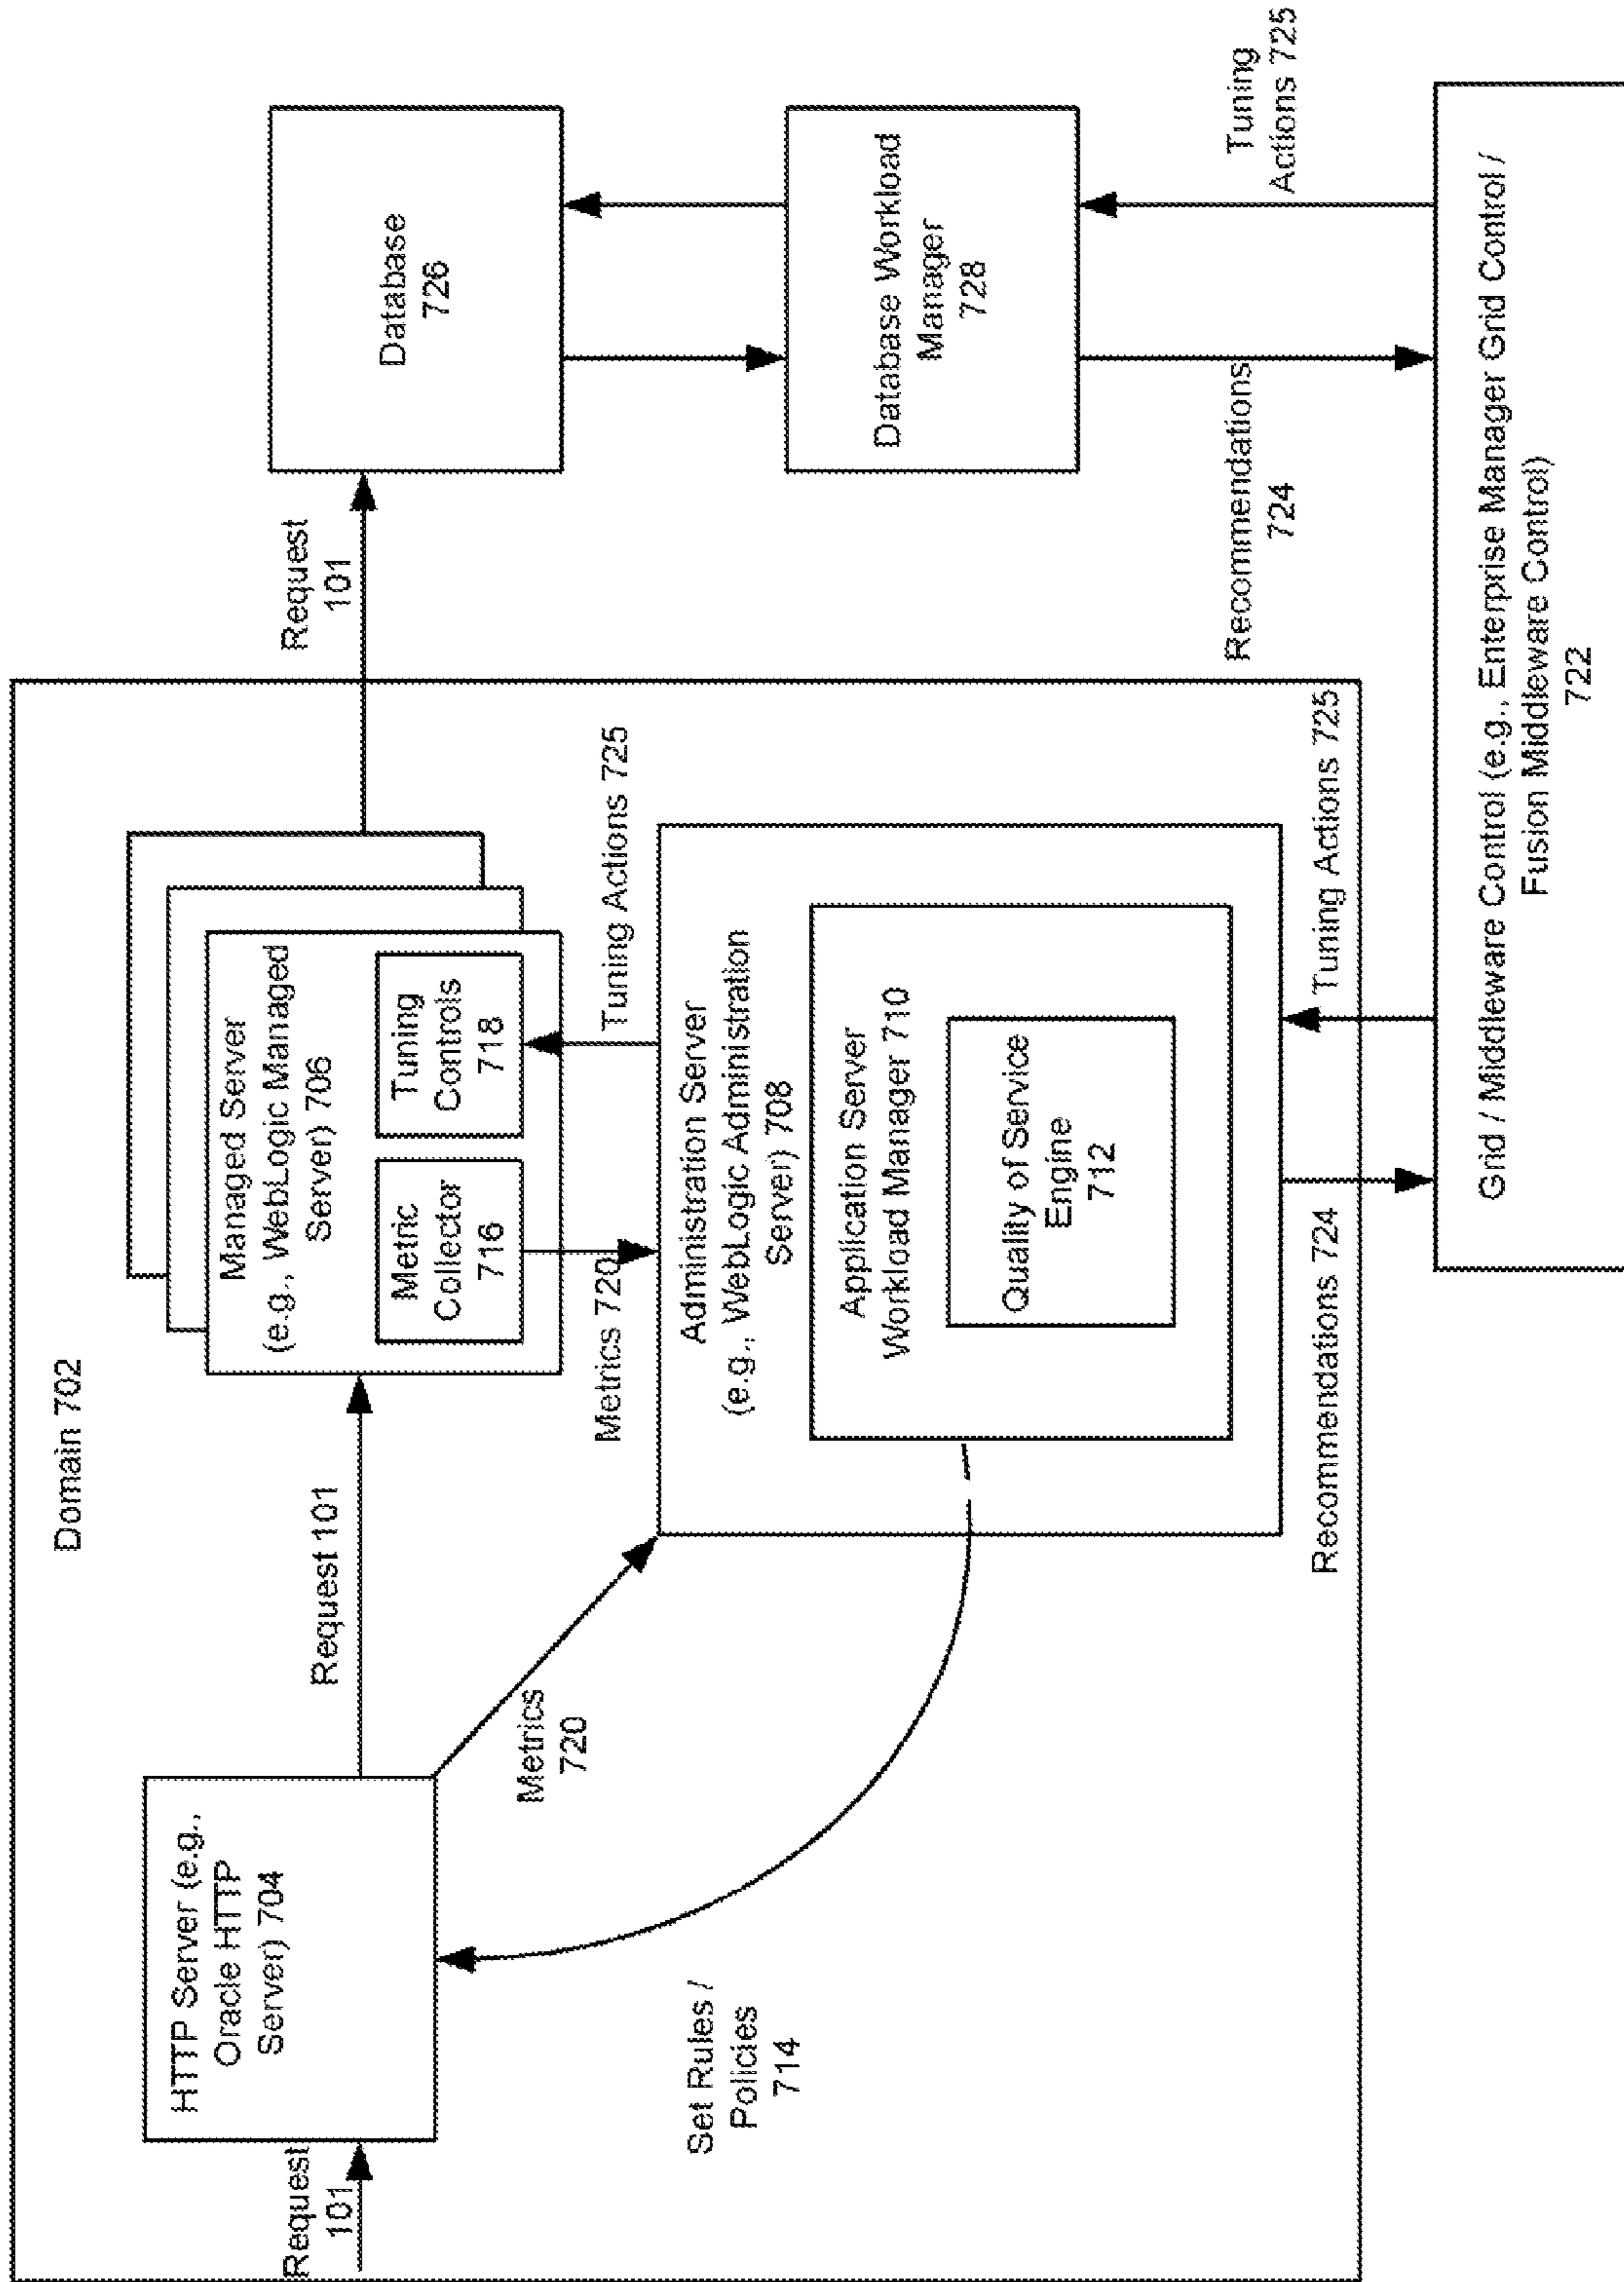 Domain 702
Request
101
HTTP Server (e.g.,
Oracle HTTP
Server) 704
Request 101
Managed Server
(e.g., WebLogic Managed
Server) 706
Metric
Collector
716
Tuning
Controls
718
Request
101
Database
726
Metrics
720
Metrics 720
Tuning Actions 725
Set Rules /
Policies
714
Administration Server
(e.g., WebLogic Administration
Server) 708
Application Server
Workload Manager 710
Quality of Service
Engine
712
Database Workload
Manager
728
Recommendations 724
Tuning Actions 725
Recommendations
724
Tuning
Actions 725
Grid / Middleware Control (e.g., Enterprise Manager Grid Control /
Fusion Middleware Control)
722